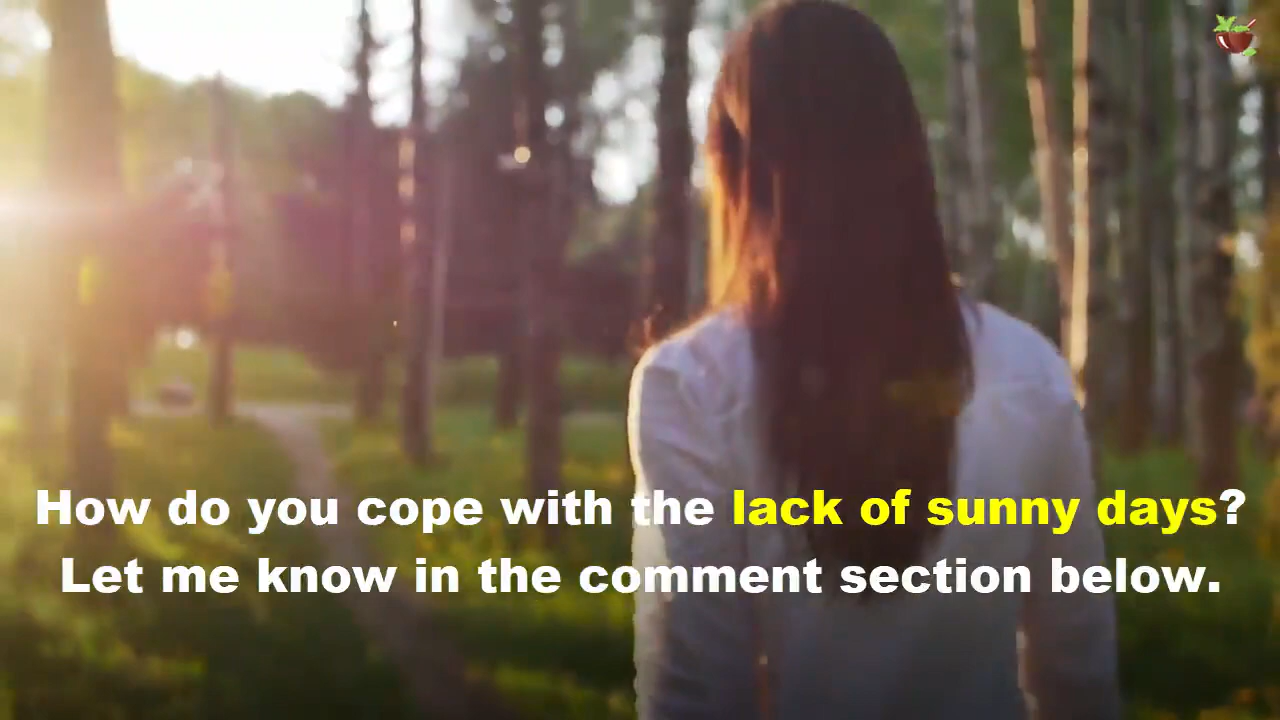 How do you cope with the lack of sunny days?
Let me know in the comment section below.